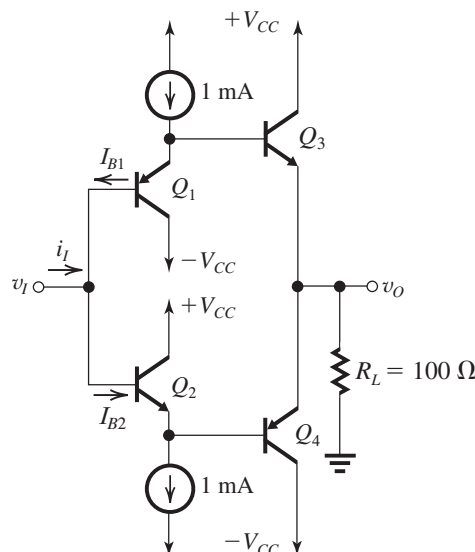 +V_CC
1 mA
Q_3
I_B1
Q_1
i_I
−V_CC
v_I
v_O
+V_CC
R_L = 100 Ω
Q_2
I_B2
Q_4
1 mA
−V_CC